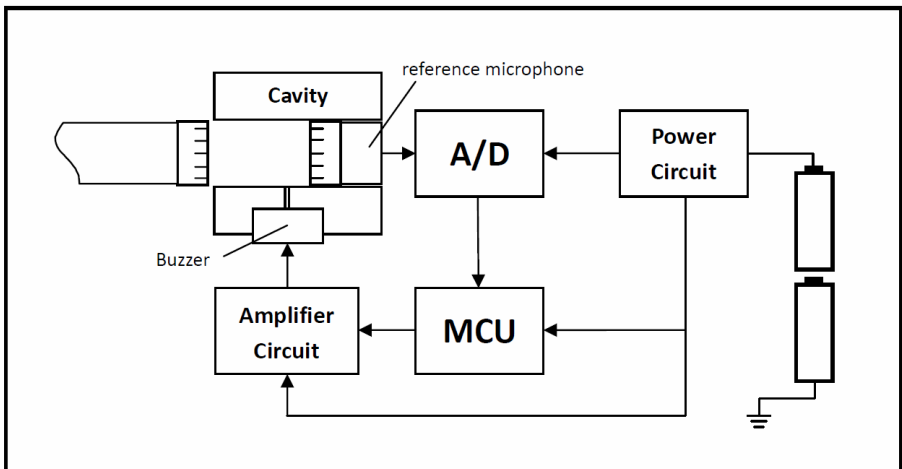 reference microphone
Cavity
A/D
Power
Circuit
Buzzer
Amplifier
Circuit
MCU